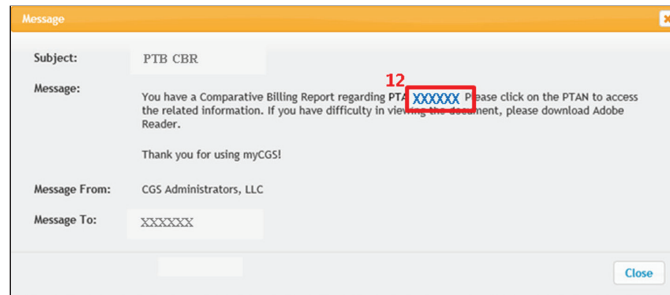 Message
Subject: PTB CBR
12
Message: You have a Comparative Billing Report regarding PTA XXXXXX Please click on the PTAN to access
the related information. If you have difficulty in viewing the document, please download Adobe
Reader.
Thank you for using myCGS!
Message From: CGS Administrators, LLC
Message To: XXXXXX
Close